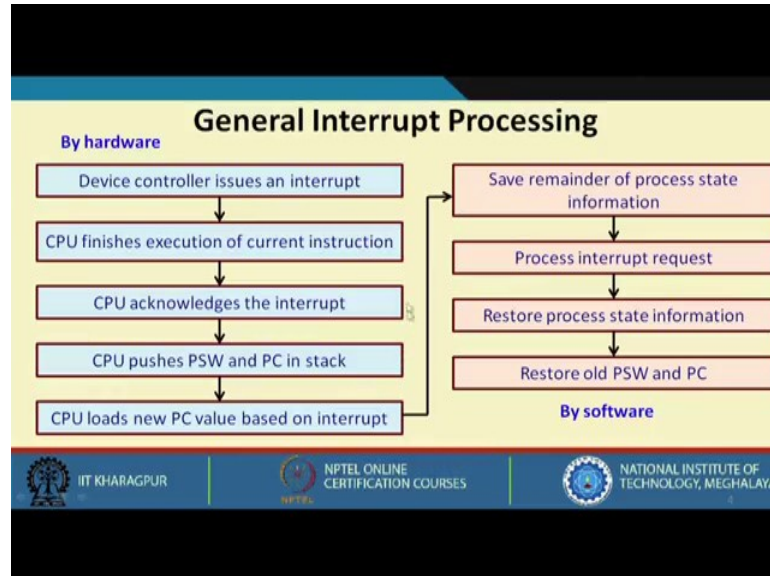 General Interrupt Processing
By hardware
Device controller issues an interrupt
CPU finishes execution of current instruction
CPU acknowledges the interrupt
CPU pushes PSW and PC in stack
CPU loads new PC value based on interrupt
Save remainder of process state
information
Process interrupt request
Restore process state information
Restore old PSW and PC
By software
IIT KHARAGPUR
NPTEL
NPTEL ONLINE
CERTIFICATION COURSES
NATIONAL INSTITUTE OF
TECHNOLOGY, MEGHALAYA
4